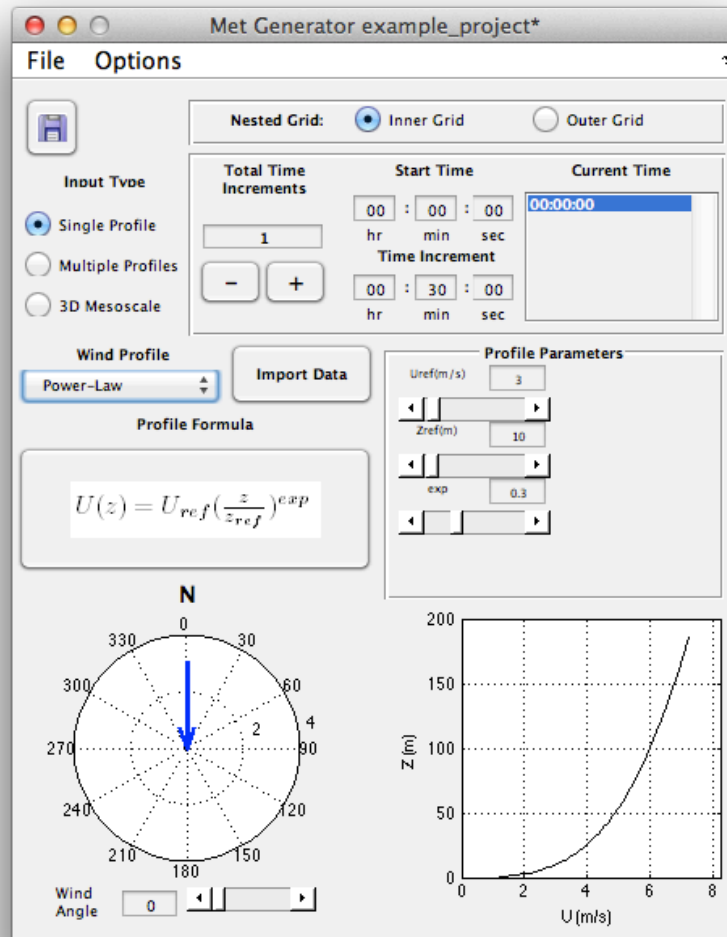 Met Generator example_project*
File Options
Nested Grid: Inner Grid Outer Grid
Input Type
Single Profile
Multiple Profiles
3D Mesoscale
Total Time
Increments
1
- +
Start Time
00 : 00 : 00
hr min sec
Time Increment
00 : 30 : 00
hr min sec
Current Time
00:00:00
Wind Profile
Power-Law
Import Data
Profile Formula
U(z) = U_ref(z/z_ref)^exp
Profile Parameters
Uref(m/s) 3
Zref(m) 10
exp 0.3
N
0
330 30
300 60
2 4
270 90
240 120
210 150
180
Wind
Angle
0
200
150
100
50
0
Z (m)
0 2 4 6 8
U (m/s)